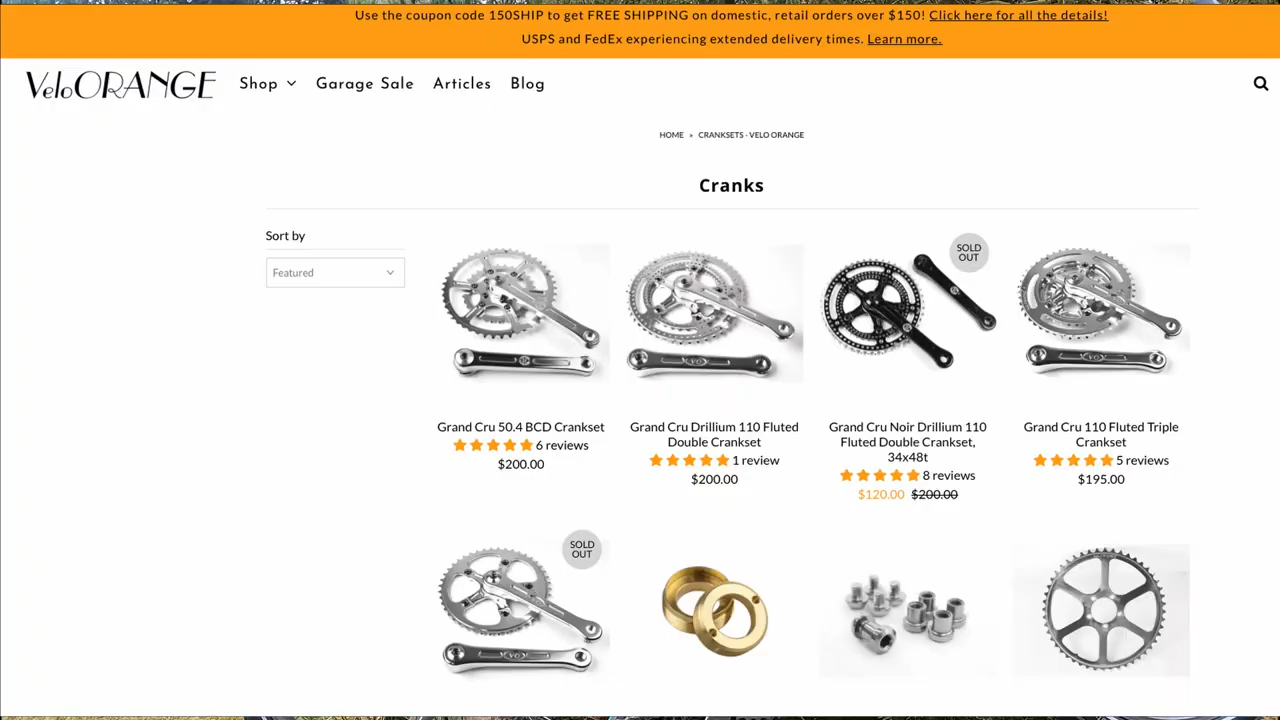 Use the coupon code 150SHIP to get FREE SHIPPING on domestic, retail orders over $150! Click here for all the details!
USPS and FedEx experiencing extended delivery times. Learn more.
VeloORANGE
Shop
Garage Sale
Articles
Blog
HOME » CRANKSETS - VELO ORANGE
Cranks
Sort by
Featured
SOLD
OUT
Grand Cru 50.4 BCD Crankset
6 reviews
$200.00
Grand Cru Drillium 110 Fluted
Double Crankset
1 review
$200.00
Grand Cru Noir Drillium 110
Fluted Double Crankset,
34x48t
8 reviews
$120.00 $200.00
Grand Cru 110 Fluted Triple
Crankset
5 reviews
$195.00
SOLD
OUT